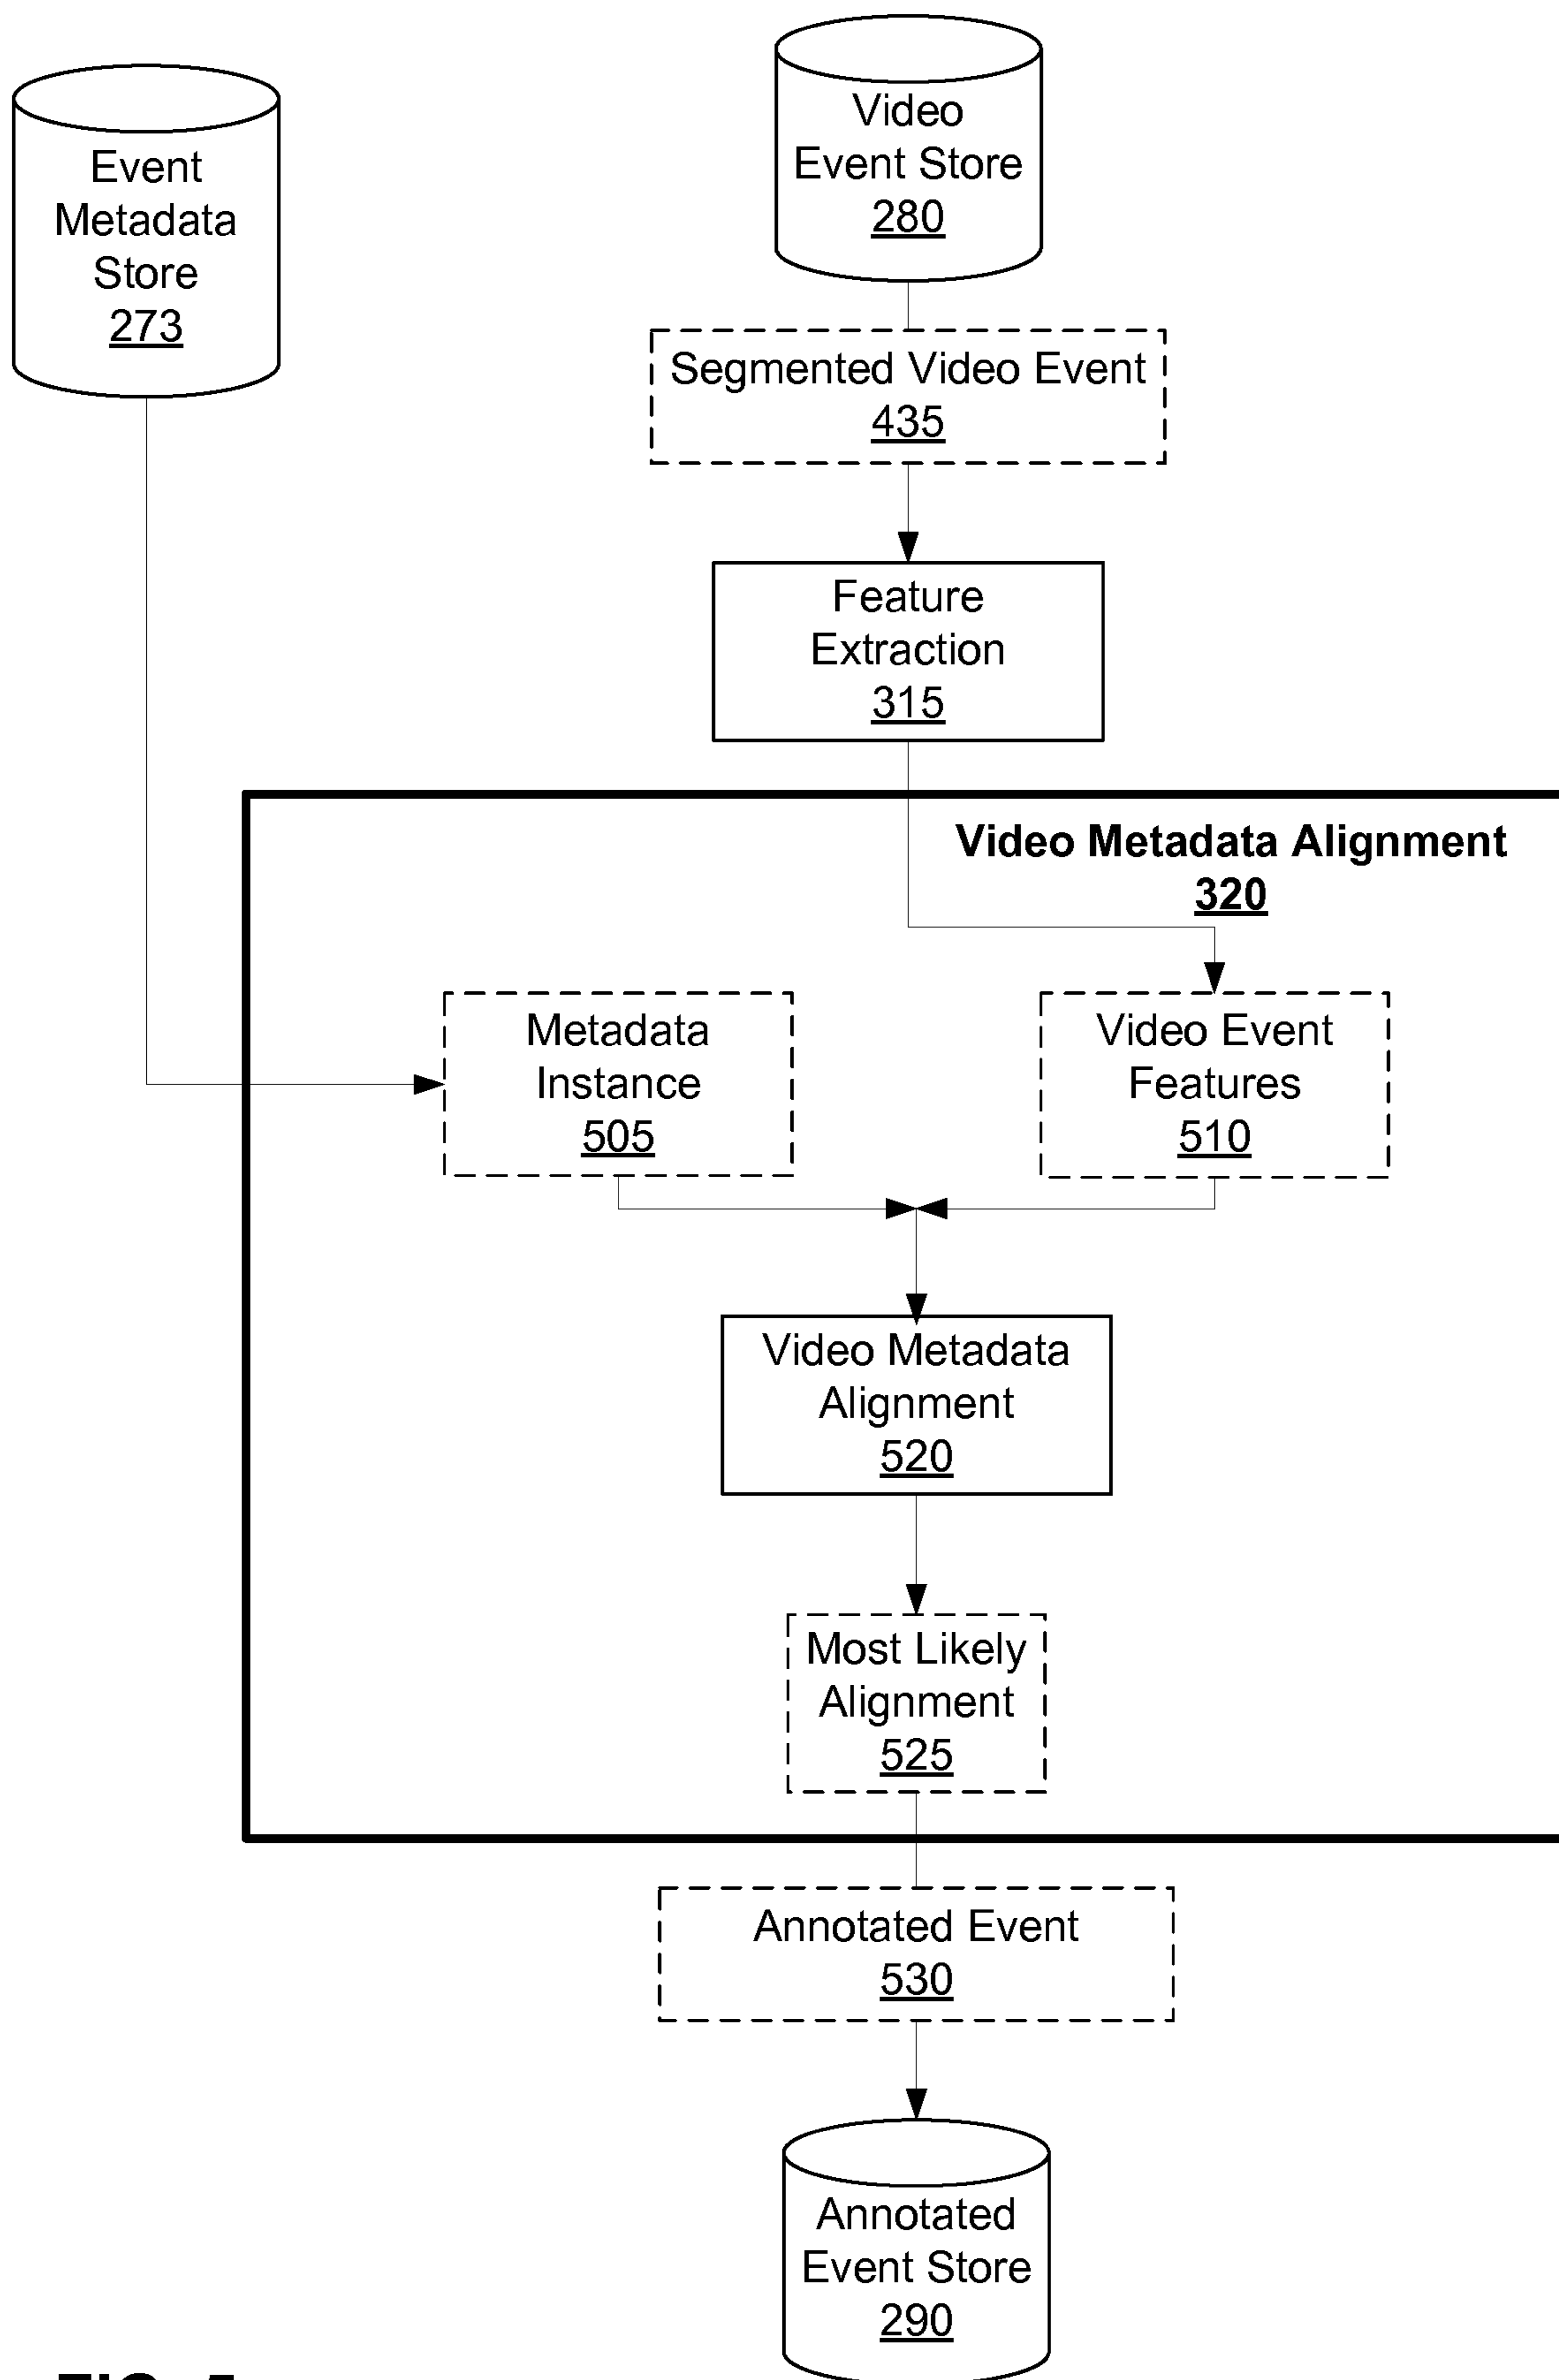 Video
Event Store
280
Event
Metadata
Store
273
Segmented Video Event
435
Feature
Extraction
315
Video Metadata Alignment
320
Metadata
Instance
505
Video Event
Features
510
Video Metadata
Alignment
520
Most Likely
Alignment
525
Annotated Event
530
Annotated
Event Store
290